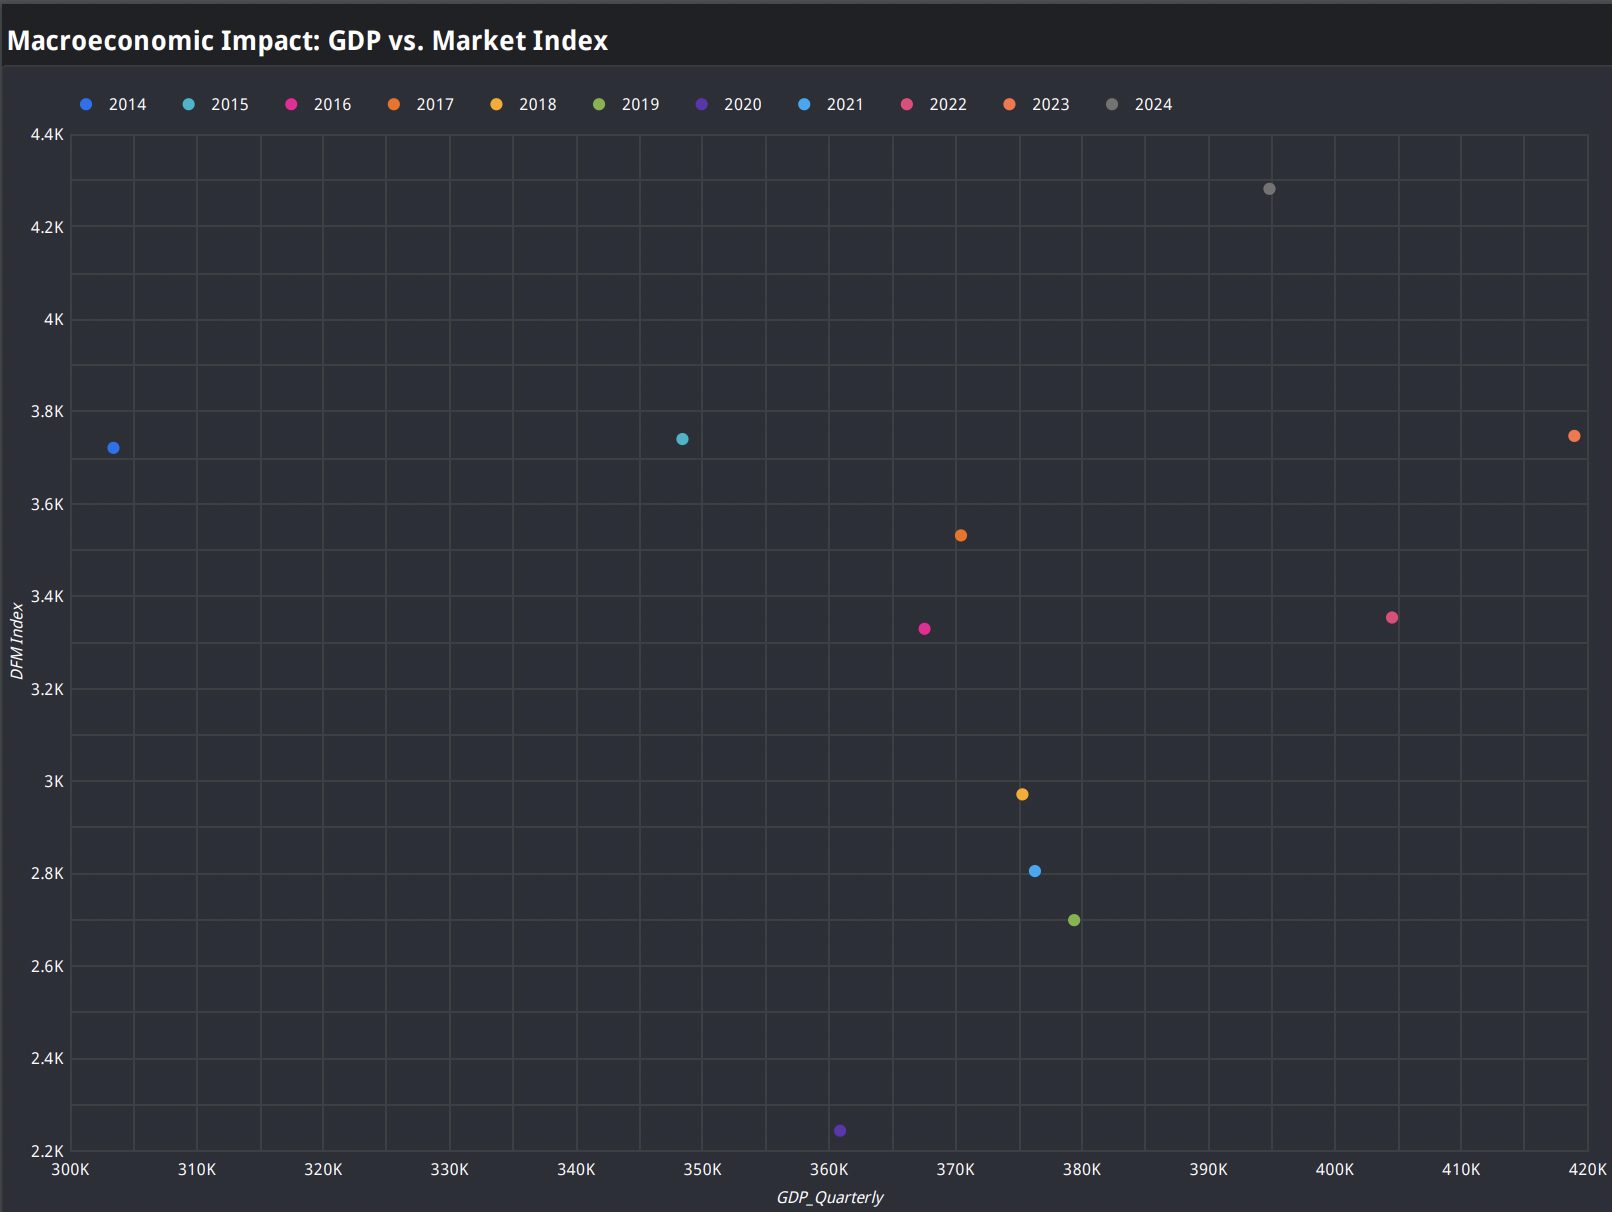 Macroeconomic Impact: GDP vs. Market Index
2014 2015 2016 2017 2018 2019 2020 2021 2022 2023 2024
4.4K
4.2K
4K
3.8K
3.6K
3.4K
3.2K
3K
2.8K
2.6K
2.4K
2.2K
DFM Index
300K 310K 320K 330K 340K 350K 360K 370K 380K 390K 400K 410K 420K
GDP_Quarterly